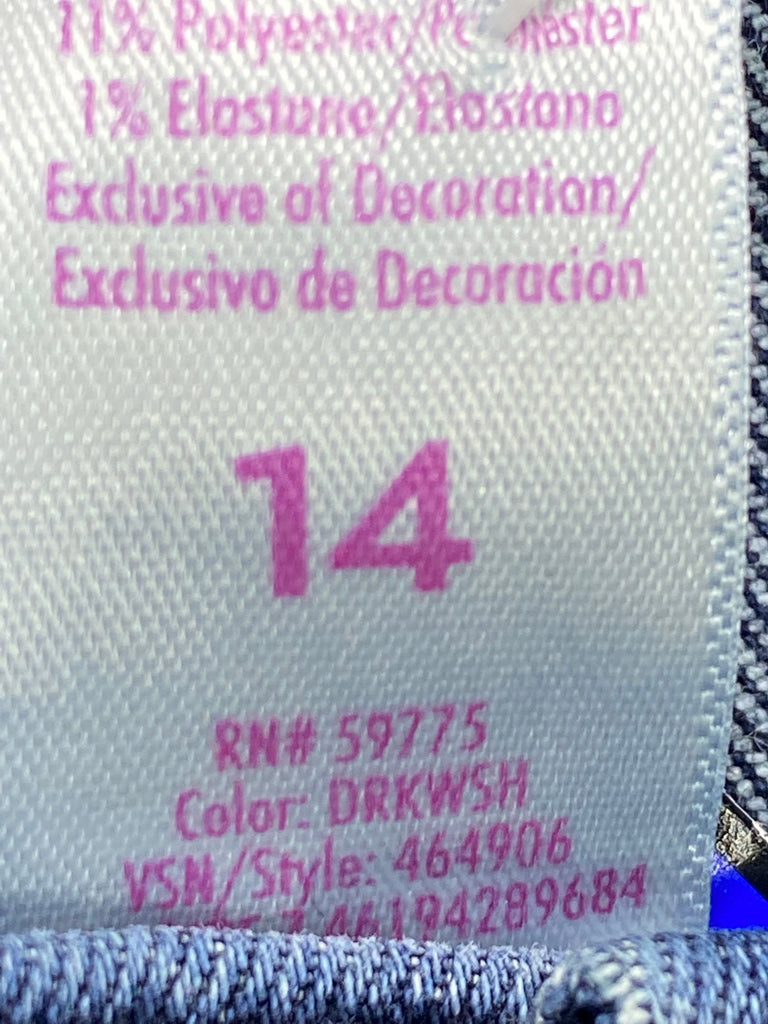 11% Polyester/
1% Elastane/Elastano
Exclusive of Decoration/
Exclusivo de Decoración
14
RN# 59775
Color: DRKWSH
VSN/Style: 464906
46194289684